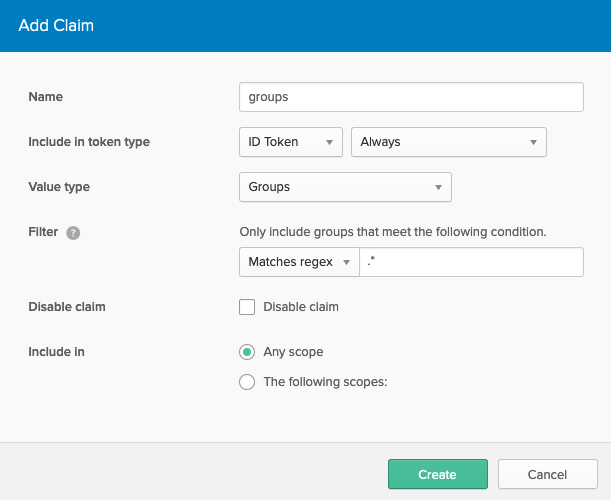 Add Claim
Name groups
Include in token type ID Token Always
Value type Groups
Filter ? Only include groups that meet the following condition.
Matches regex .*
Disable claim Disable claim
Include in Any scope
The following scopes:
Create Cancel